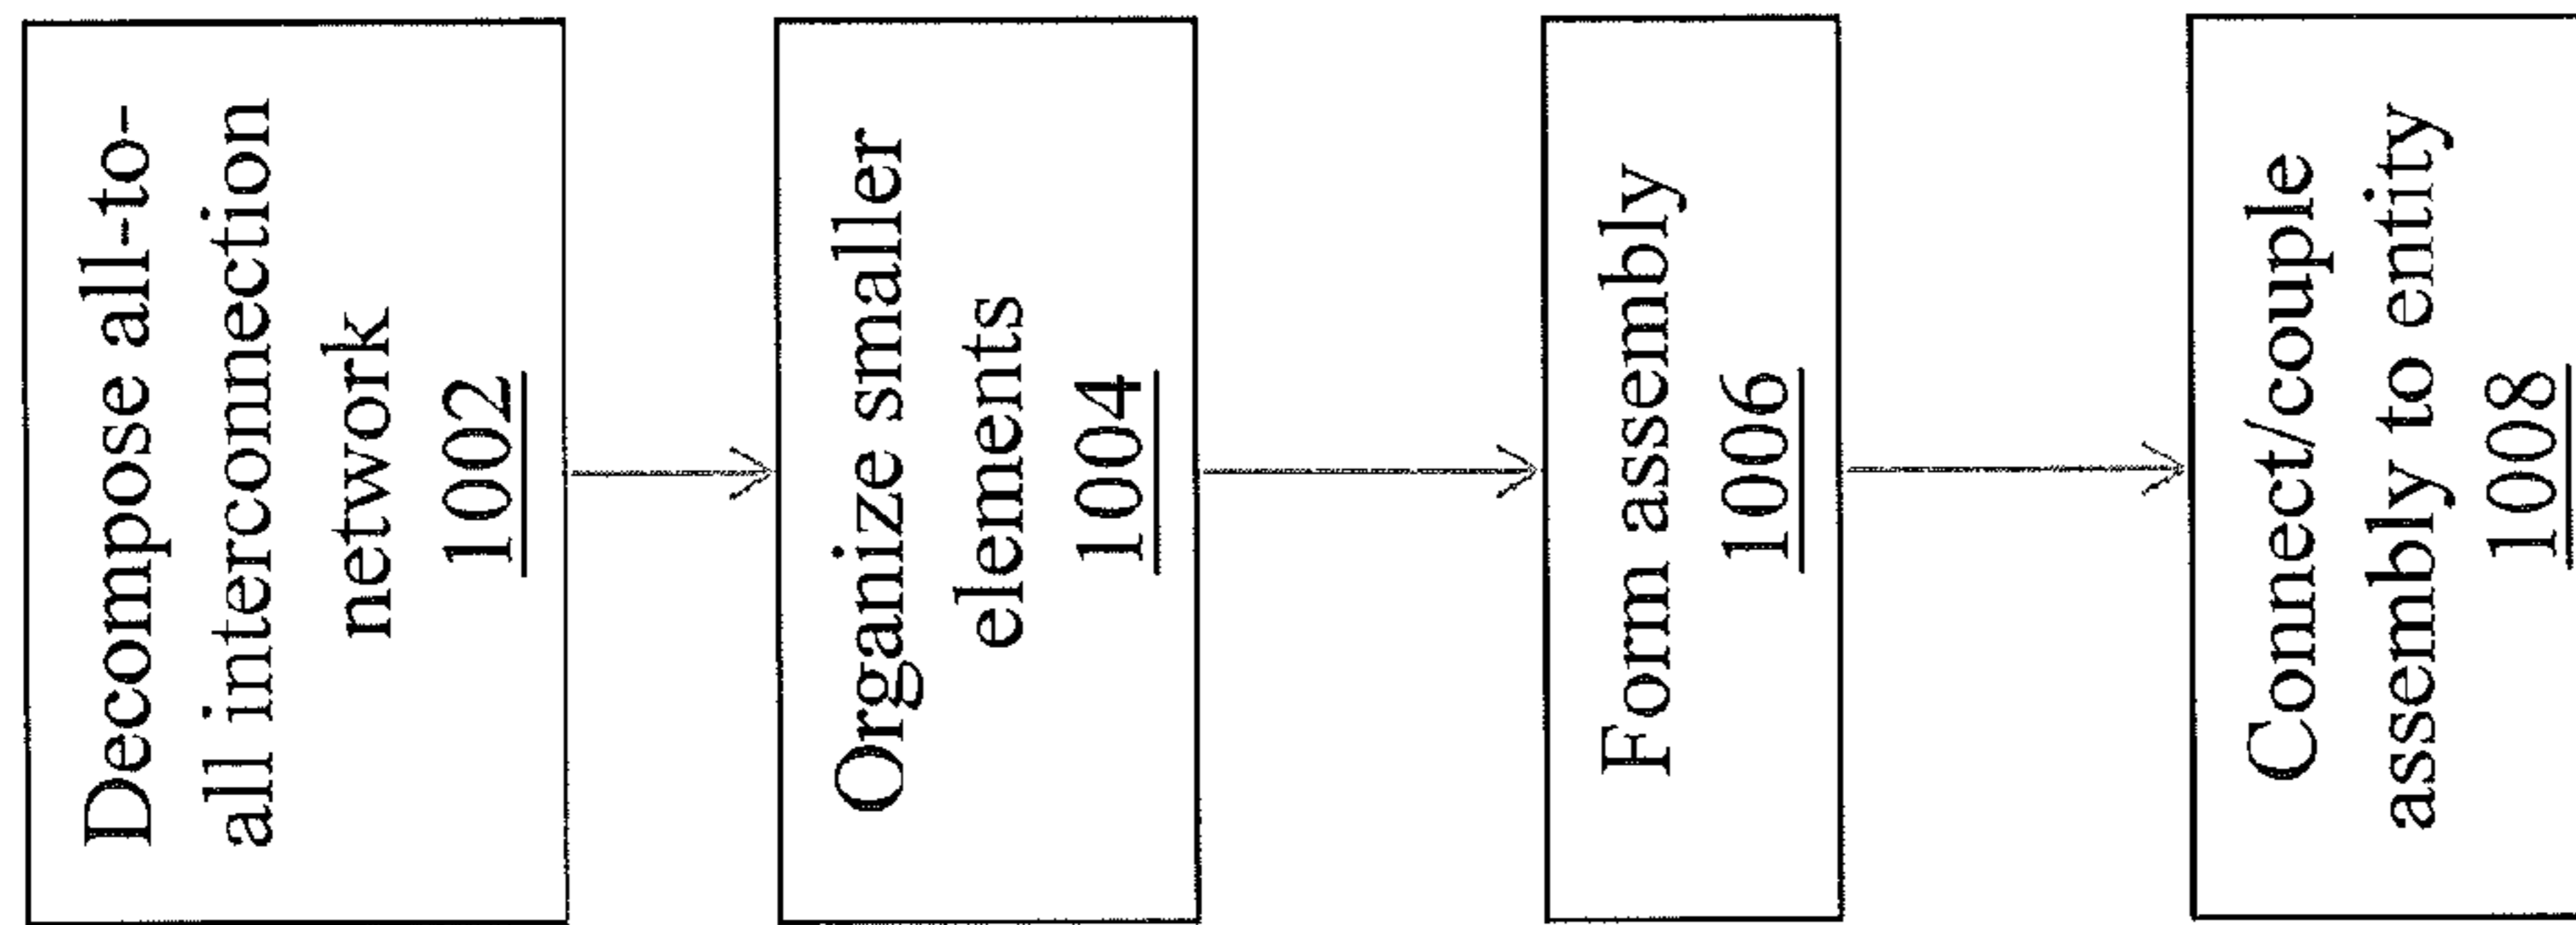 Decompose all-to-
all interconnection
network
1002
Organize smaller
elements
1004
Form assembly
1006
Connect/couple
assembly to entity
1008